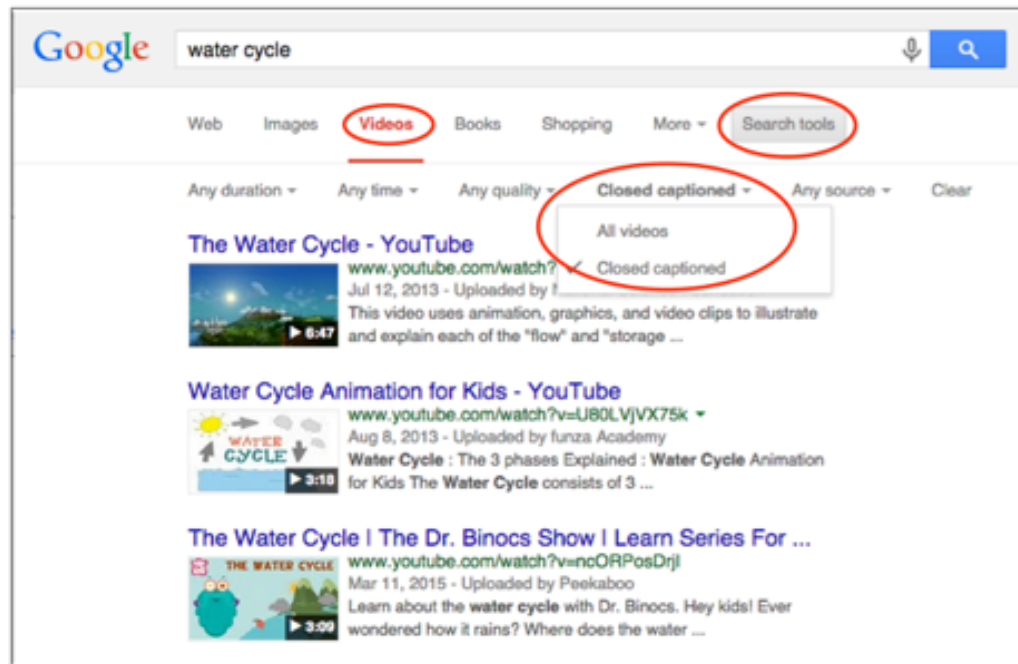 Google water cycle
Web Images Videos Books Shopping More Search tools
Any duration Any time Any quality Closed captioned Any source Clear
All videos
Closed captioned
The Water Cycle - YouTube
www.youtube.com/watch?
Jul 12, 2013 - Uploaded by
This video uses animation, graphics, and video clips to illustrate
and explain each of the "flow" and "storage ...
6:47
Water Cycle Animation for Kids - YouTube
www.youtube.com/watch?v=U80LVjVX75k
Aug 8, 2013 - Uploaded by funza Academy
Water Cycle : The 3 phases Explained : Water Cycle Animation
for Kids The Water Cycle consists of 3 ...
WATER
CYCLE
3:18
The Water Cycle | The Dr. Binocs Show | Learn Series For ...
www.youtube.com/watch?v=ncORPosDrjI
Mar 11, 2015 - Uploaded by Peekaboo
Learn about the water cycle with Dr. Binocs. Hey kids! Ever
wondered how it rains? Where does the water ...
THE WATER CYCLE
3:09